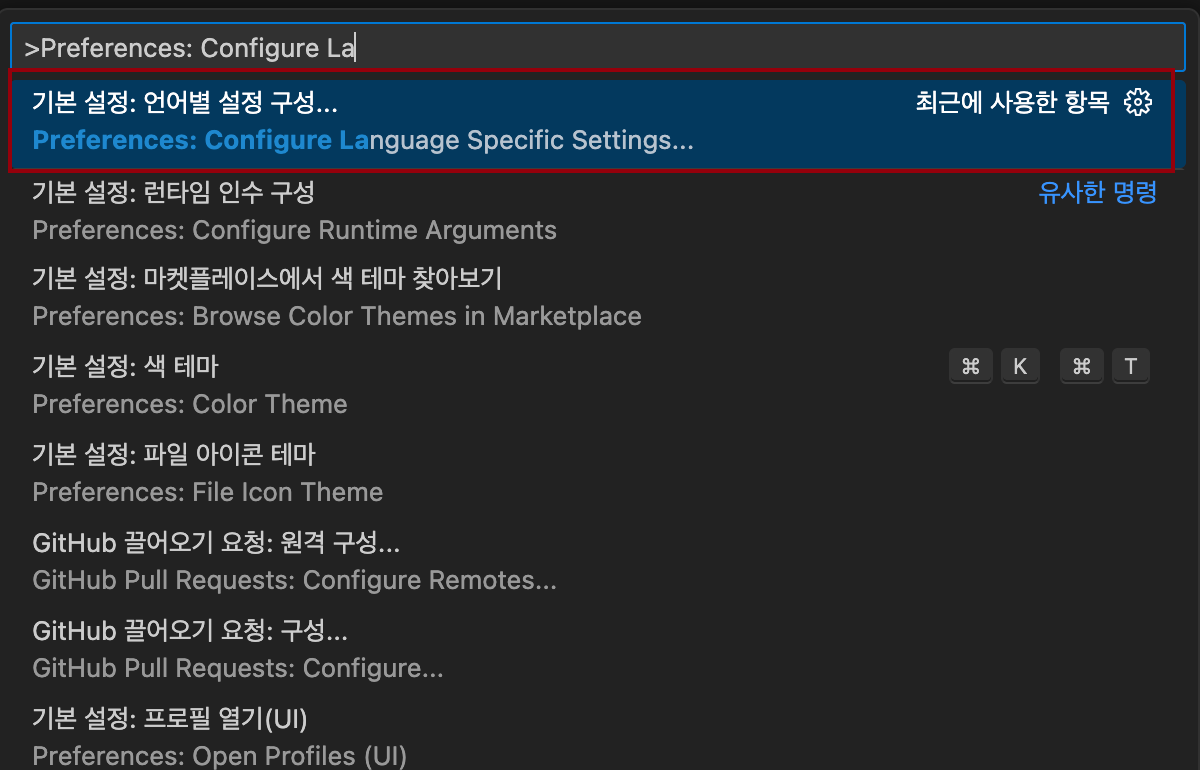 >Preferences: Configure La
기본 설정: 언어별 설정 구성... 최근에 사용한 항목
Preferences: Configure Language Specific Settings...
기본 설정: 런타임 인수 구성 유사한 명령
Preferences: Configure Runtime Arguments
기본 설정: 마켓플레이스에서 색 테마 찾아보기
Preferences: Browse Color Themes in Marketplace
기본 설정: 색 테마 ⌘ K ⌘ T
Preferences: Color Theme
기본 설정: 파일 아이콘 테마
Preferences: File Icon Theme
GitHub 끌어오기 요청: 원격 구성...
GitHub Pull Requests: Configure Remotes...
GitHub 끌어오기 요청: 구성...
GitHub Pull Requests: Configure...
기본 설정: 프로필 열기(UI)
Preferences: Open Profiles (UI)